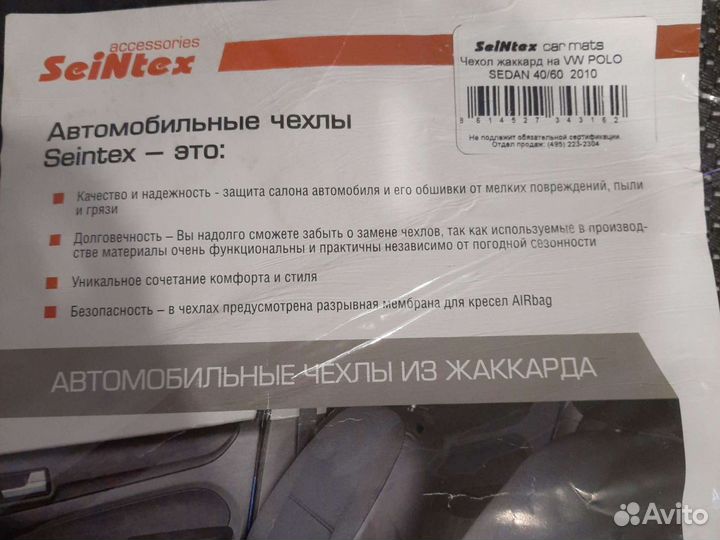 accessories
SeiNtex
SeiNtex car mats
Чехол жаккард на VW POLO
SEDAN 40/60 2010
8 614527 343162
Не подлежит обязательной сертификации.
Отдел продаж: (495) 223-2304
Автомобильные чехлы
Seintex – это:
Качество и надежность - защита салона автомобиля и его обшивки от мелких повреждений, пыли
и грязи
Долговечность – Вы надолго сможете забыть о замене чехлов, так как используемые в производ-
стве материалы очень функциональны и практичны независимо от погодной сезонности
Уникальное сочетание комфорта и стиля
Безопасность – в чехлах предусмотрена разрывная мембрана для кресел AIRbag
АВТОМОБИЛЬНЫЕ ЧЕХЛЫ ИЗ ЖАККАРДА
Avito